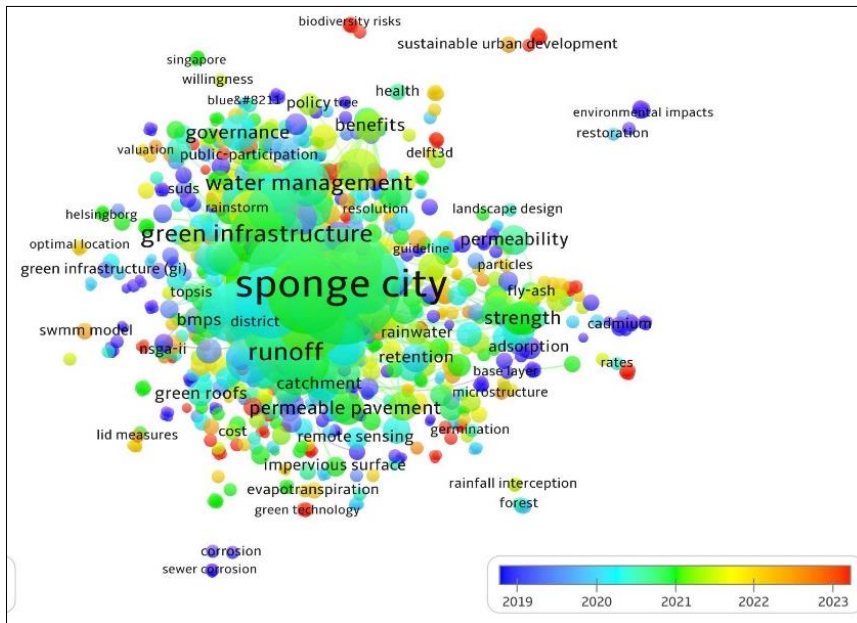 biodiversity risks
sustainable urban development
singapore
willingness
health
blue&#8211
policy
tree
environmental impacts
governance
benefits
restoration
valuation
public-participation
delft3d
suds
water management
helsingborg
rainstorm
resolution
landscape design
optimal location
green infrastructure
guideline
permeability
green infrastructure (gi)
particles
sponge city
topsis
fly-ash
bmps
district
strength
cadmium
swmm model
rainwater
nsga-ii
runoff
retention
adsorption
rates
base layer
catchment
microstructure
green roofs
permeable pavement
lid measures
cost
remote sensing
germination
impervious surface
evapotranspiration
rainfall interception
green technology
forest
corrosion
sewer corrosion
2019 2020 2021 2022 2023